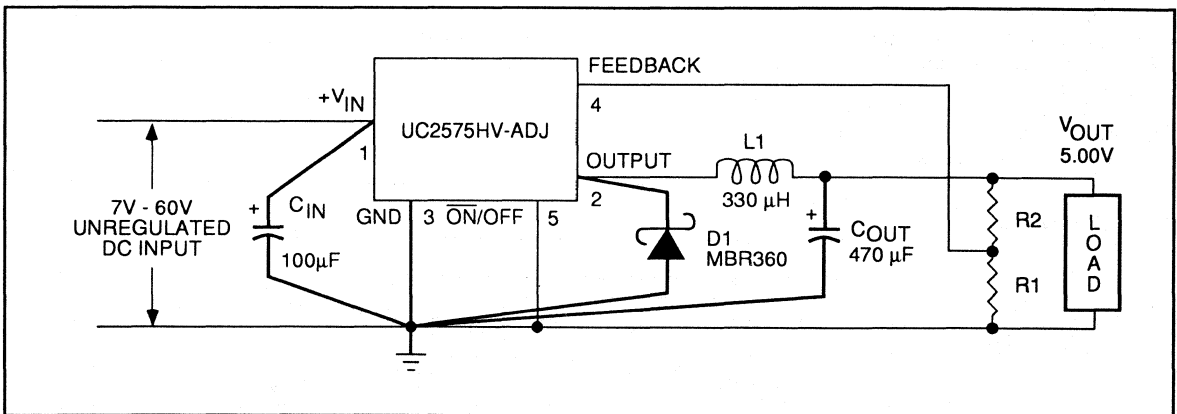 FEEDBACK
4
+VIN
UC2575HV-ADJ
1
OUTPUT
2
L1
330 µH
VOUT
5.00V
7V - 60V
UNREGULATED
DC INPUT
+
CIN
100µF
GND
3
ON/OFF
5
D1
MBR360
+
COUT
470 µF
R2
R1
LOAD